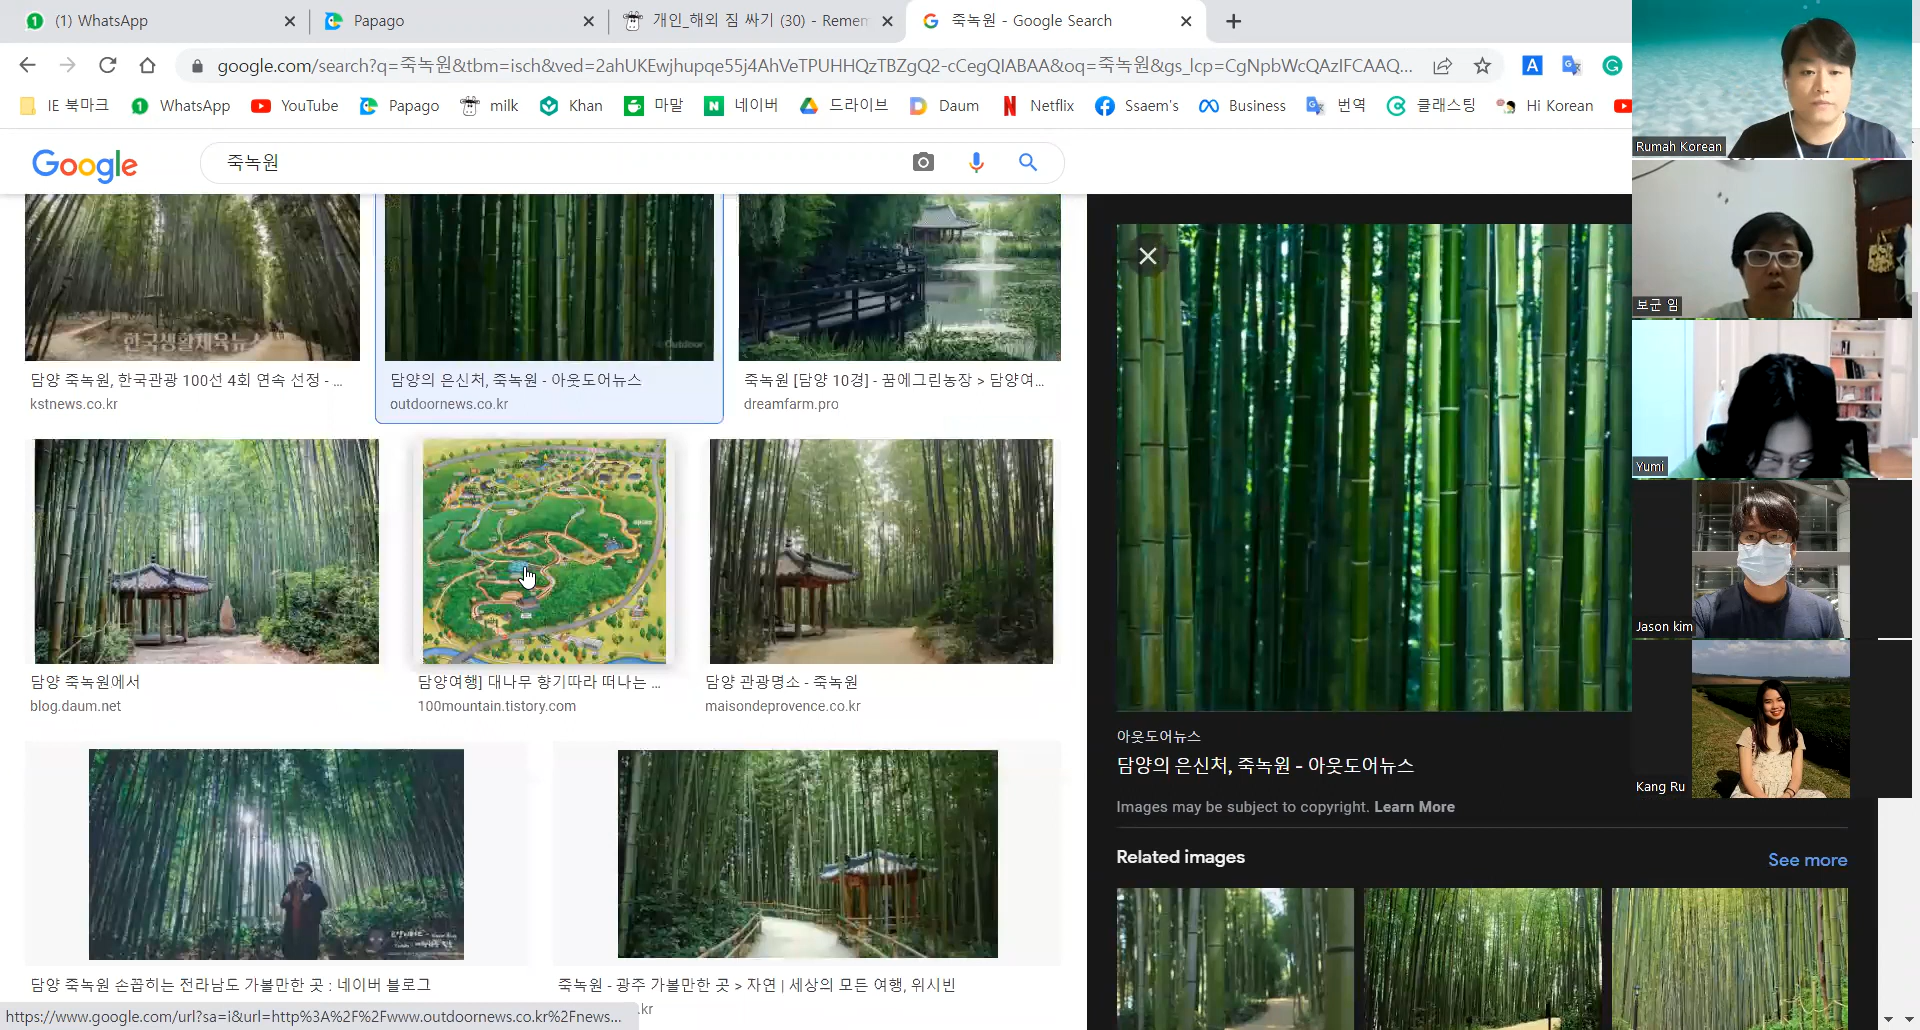 (1) WhatsApp
Papago
개인_해외 짐 싸기 (30) - Remem
죽녹원 - Google Search
google.com/search?q=죽녹원&tbm=isch&ved=2ahUKEwjhupqe55j4AhVeTPUHHQzTBZgQ2-cCegQIABAA&oq=죽녹원&gs_lcp=CgNpbWcQAzIFCAAQ...
IE 북마크 WhatsApp YouTube Papago milk Khan 마말 네이버 드라이브 Daum Netflix Ssaem's Business 번역 클래스팅 Hi Korean
Google
죽녹원
한국생활체육뉴스
Outdoor
담양 죽녹원, 한국관광 100선 4회 연속 선정 - ...
kstnews.co.kr
담양의 은신처, 죽녹원 - 아웃도어뉴스
outdoornews.co.kr
죽녹원 [담양 10경] - 꿈에그린농장 > 담양여...
dreamfarm.pro
담양 죽녹원에서
blog.daum.net
담양여행] 대나무 향기따라 떠나는 ...
100mountain.tistory.com
담양 관광명소 - 죽녹원
maisondeprovence.co.kr
담양 죽녹원 손꼽히는 전라남도 가볼만한 곳 : 네이버 블로그
죽녹원 - 광주 가볼만한 곳 > 자연 | 세상의 모든 여행, 위시빈
.kr
https://www.google.com/url?sa=i&url=http%3A%2F%2Fwww.outdoornews.co.kr%2Fnews...
아웃도어뉴스
담양의 은신처, 죽녹원 - 아웃도어뉴스
Images may be subject to copyright. Learn More
Related images
See more
Rumah Korean
보군 임
Yumi
Jason kim
Kang Ru